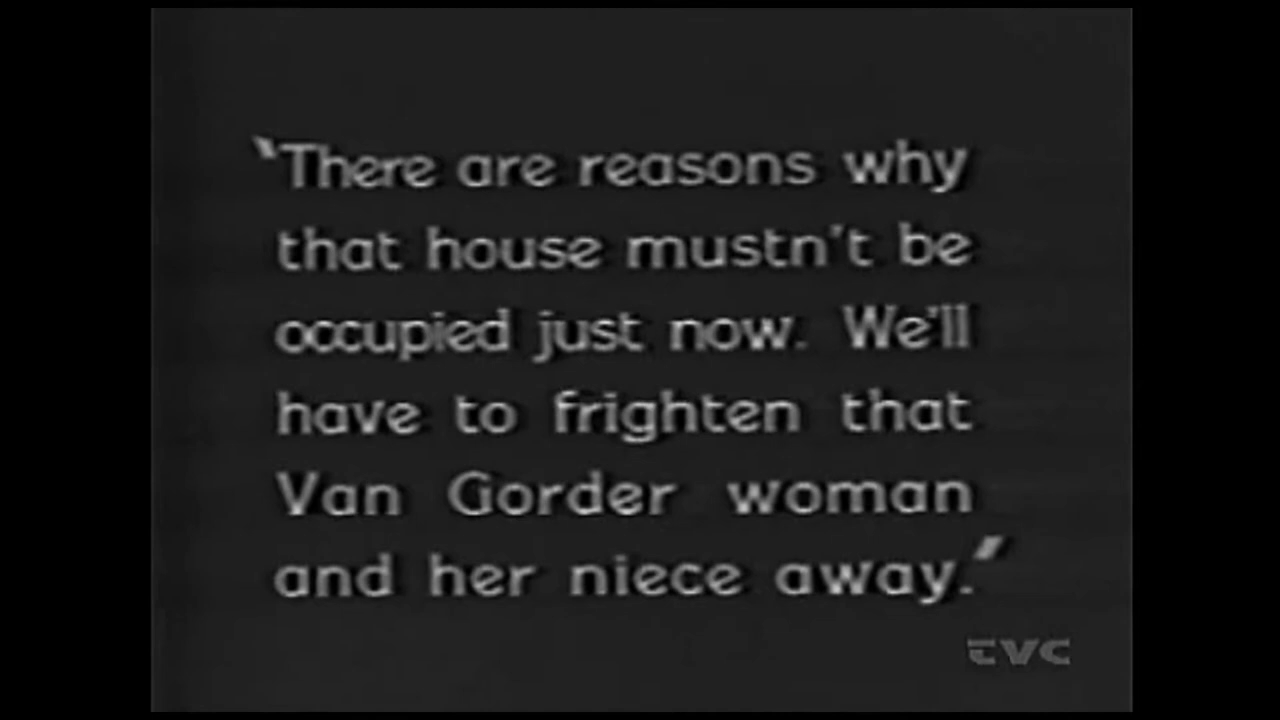 "There are reasons why
that house mustn't be
occupied just now. We'll
have to frighten that
Van Gorder woman
and her niece away."
TVC